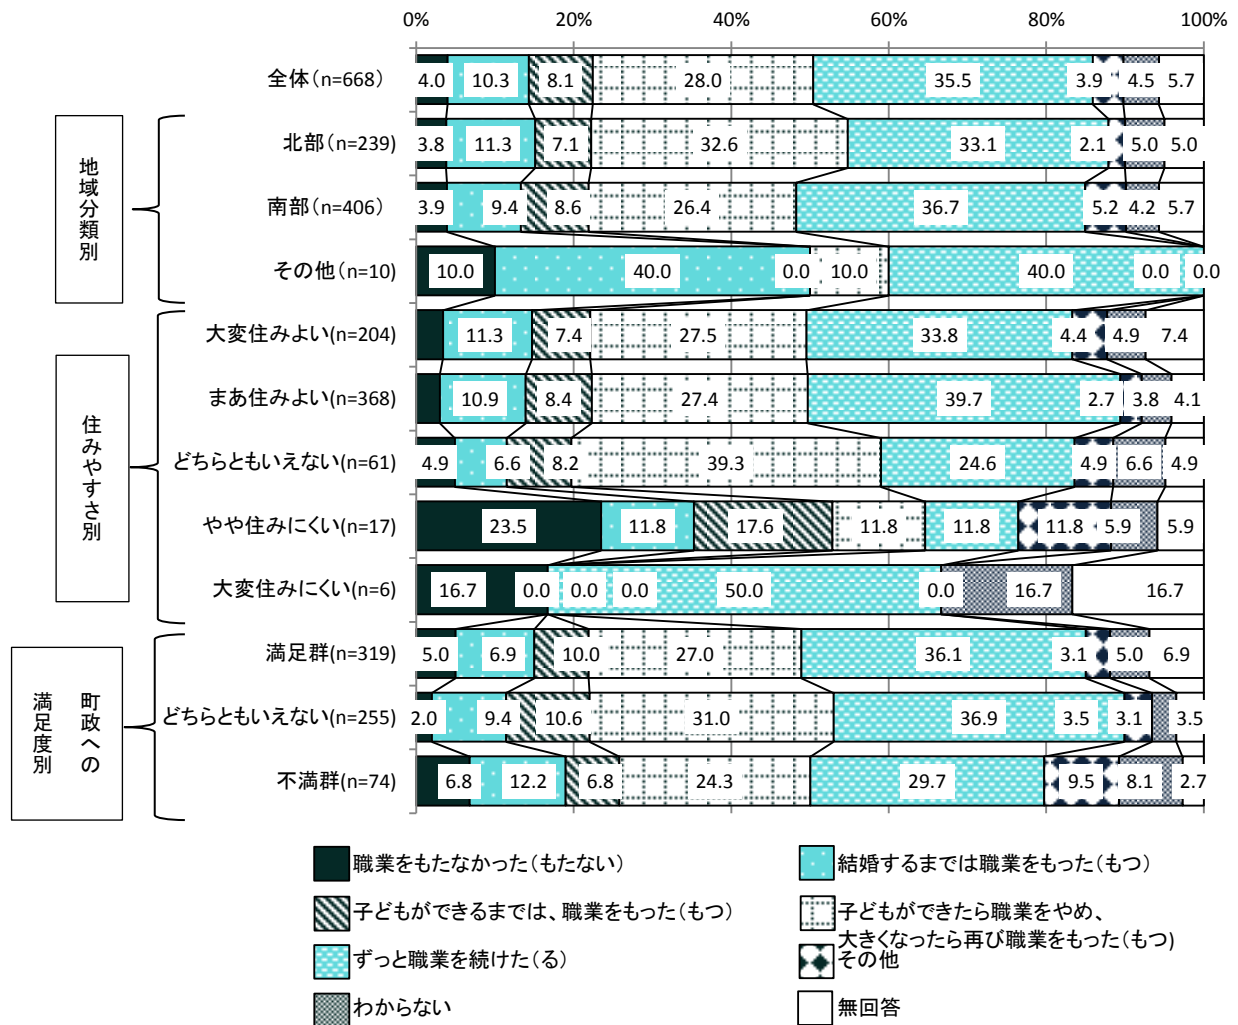 0% 20% 40% 60% 80% 100%
全体(n=668) 4.0 10.3 8.1 28.0 35.5 3.9 4.5 5.7
地域分類別
北部(n=239) 3.8 11.3 7.1 32.6 33.1 2.1 5.0 5.0
南部(n=406) 3.9 9.4 8.6 26.4 36.7 5.2 4.2 5.7
その他(n=10) 10.0 40.0 0.0 10.0 40.0 0.0 0.0
住みやすさ別
大変住みよい(n=204) 11.3 7.4 27.5 33.8 4.4 4.9 7.4
まあ住みよい(n=368) 10.9 8.4 27.4 39.7 2.7 3.8 4.1
どちらともいえない(n=61) 4.9 6.6 8.2 39.3 24.6 4.9 6.6 4.9
やや住みにくい(n=17) 23.5 11.8 17.6 11.8 11.8 11.8 5.9 5.9
大変住みにくい(n=6) 16.7 0.0 0.0 0.0 50.0 0.0 16.7 16.7
町政への
満足度別
満足群(n=319) 5.0 6.9 10.0 27.0 36.1 3.1 5.0 6.9
どちらともいえない(n=255) 2.0 9.4 10.6 31.0 36.9 3.5 3.1 3.5
不満群(n=74) 6.8 12.2 6.8 24.3 29.7 9.5 8.1 2.7
職業をもたなかった(もたない)
結婚するまでは職業をもった(もつ)
子どもができるまでは、職業をもった(もつ)
子どもができたら職業をやめ、
大きくなったら再び職業をもった(もつ)
ずっと職業を続けた(る)
その他
わからない
無回答